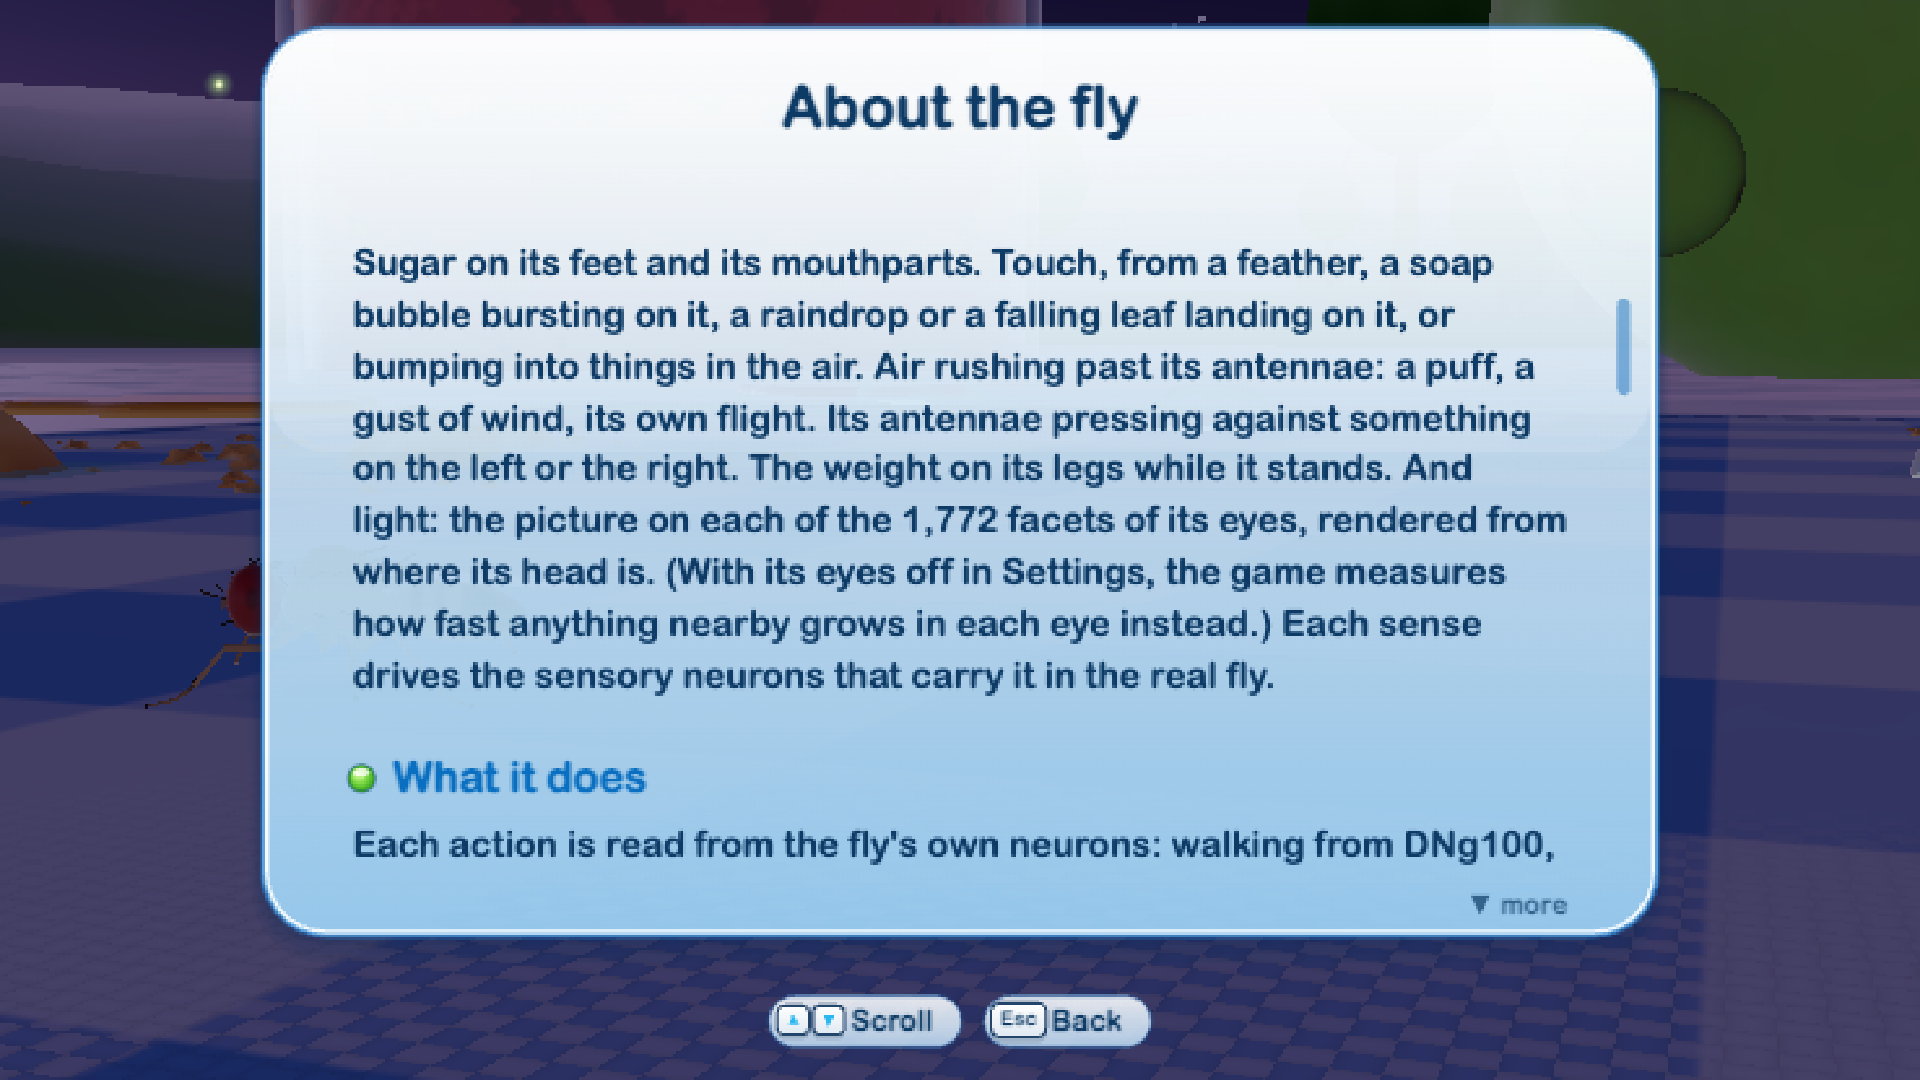 About the fly
Sugar on its feet and its mouthparts. Touch, from a feather, a soap
bubble bursting on it, a raindrop or a falling leaf landing on it, or
bumping into things in the air. Air rushing past its antennae: a puff, a
gust of wind, its own flight. Its antennae pressing against something
on the left or the right. The weight on its legs while it stands. And
light: the picture on each of the 1,772 facets of its eyes, rendered from
where its head is. (With its eyes off in Settings, the game measures
how fast anything nearby grows in each eye instead.) Each sense
drives the sensory neurons that carry it in the real fly.
What it does
Each action is read from the fly's own neurons: walking from DNg100,
▼ more
▲ ▼ Scroll Esc Back